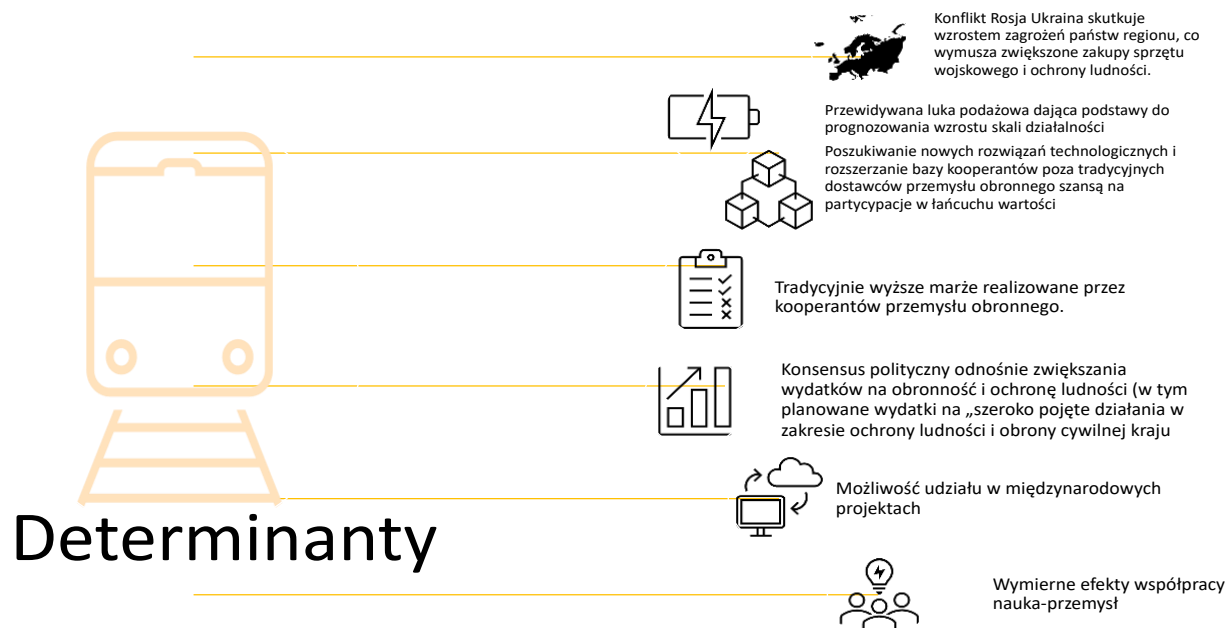 Konflikt Rosja Ukraina skutkuje
wzrostem zagrożeń państw regionu, co
wymusza zwiększone zakupy sprzętu
wojskowego i ochrony ludności.
Przewidywana luka podażowa dająca podstawy do
prognozowania wzrostu skali działalności
Poszukiwanie nowych rozwiązań technologicznych i
rozszerzanie bazy kooperantów poza tradycyjnych
dostawców przemysłu obronnego szansą na
partycypacje w łańcuchu wartości
Tradycyjnie wyższe marże realizowane przez
kooperantów przemysłu obronnego.
Konsensus polityczny odnośnie zwiększania
wydatków na obronność i ochronę ludności (w tym
planowane wydatki na „szeroko pojęte działania w
zakresie ochrony ludności i obrony cywilnej kraju
Możliwość udziału w międzynarodowych
projektach
Determinanty
Wymierne efekty współpracy
nauka-przemysł